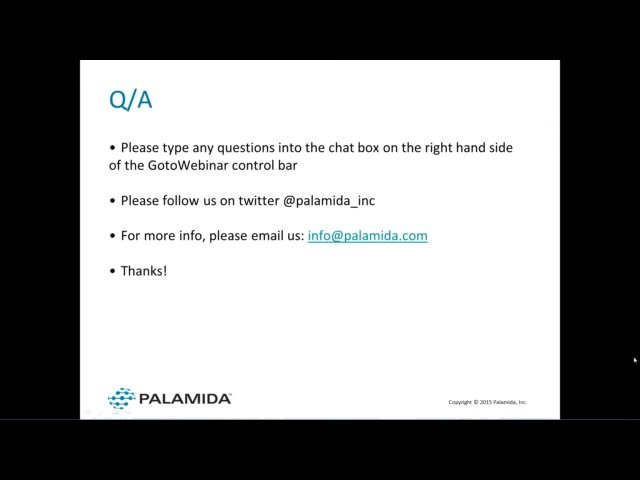 Q/A
• Please type any questions into the chat box on the right hand side
of the GotoWebinar control bar
• Please follow us on twitter @palamida_inc
• For more info, please email us: info@palamida.com
• Thanks!
PALAMIDA™
Copyright © 2015 Palamida, Inc.